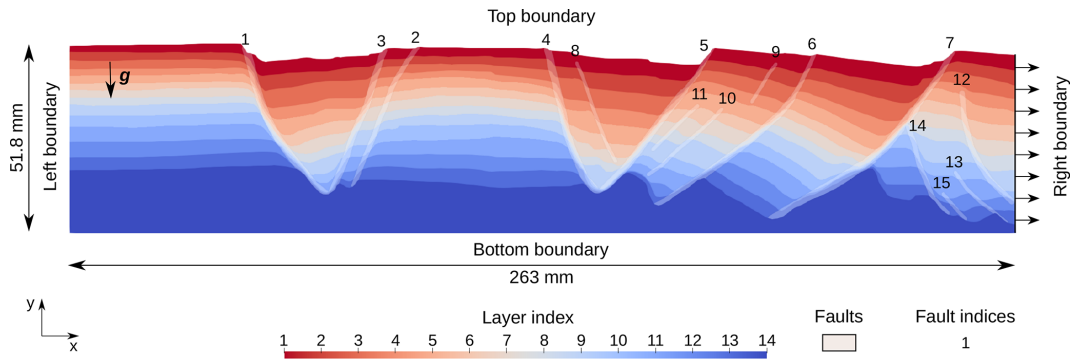 Top boundary
1
3
2
4
8
5
9
6
7
g
51.8 mm
Left boundary
11
10
12
14
13
15
Right boundary
Bottom boundary
263 mm
y
x
Layer index
1 2 3 4 5 6 7 8 9 10 11 12 13 14
Faults
Fault indices
1